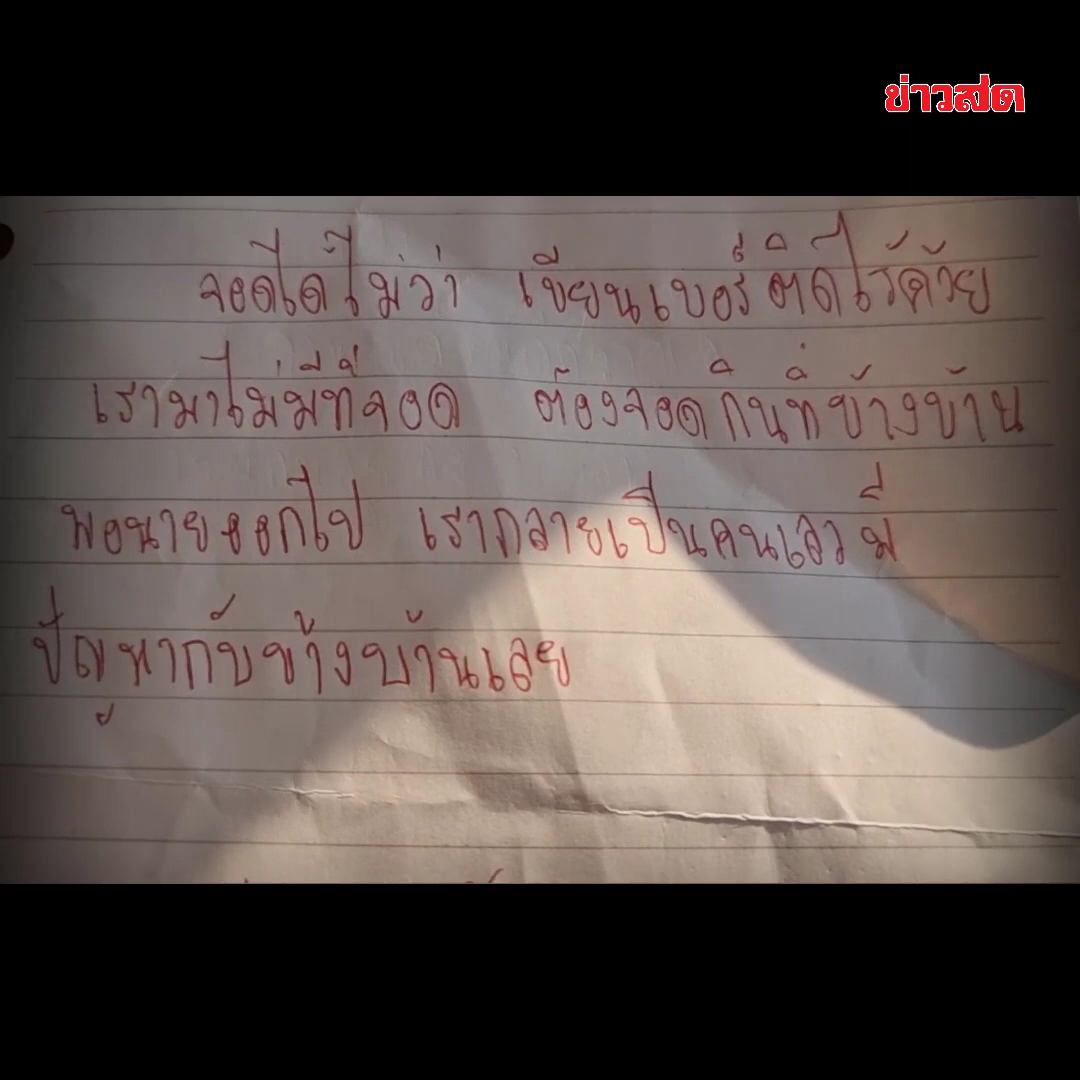 ข่าวสด
จอดได้ไม่ว่า เขียนเบอร์ติดไว้ด้วย
เรามาไม่มีที่จอด ต้องจอดกินที่ข้างบ้าน
พอนายออกไป เรากลายเป็นคนเลว มี
ปัญหากับข้างบ้านเลย